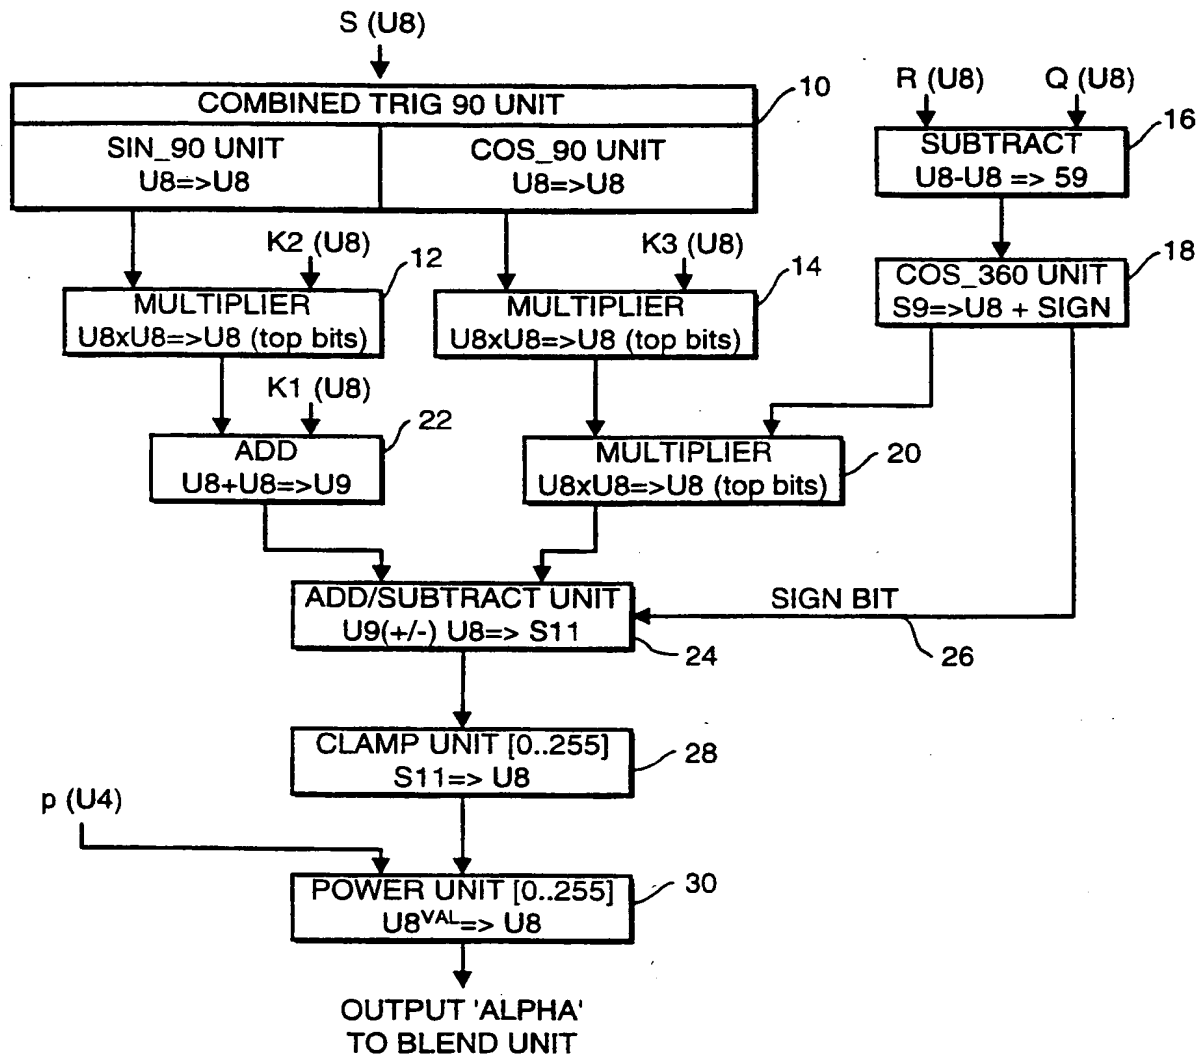 S (U8)
COMBINED TRIG 90 UNIT
10
SIN_90 UNIT
U8=>U8
COS_90 UNIT
U8=>U8
R (U8)
Q (U8)
16
SUBTRACT
U8-U8 => 59
K2 (U8)
12
K3 (U8)
14
18
MULTIPLIER
U8xU8=>U8 (top bits)
MULTIPLIER
U8xU8=>U8 (top bits)
COS_360 UNIT
S9=>U8 + SIGN
K1 (U8)
22
ADD
U8+U8=>U9
MULTIPLIER
U8xU8=>U8 (top bits)
20
ADD/SUBTRACT UNIT
U9(+/-) U8=> S11
24
SIGN BIT
26
CLAMP UNIT [0..255]
S11=> U8
28
p (U4)
POWER UNIT [0..255]
U8^VAL=> U8
30
OUTPUT 'ALPHA'
TO BLEND UNIT